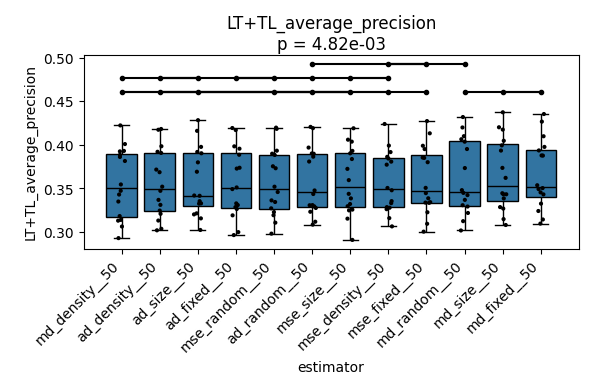 LT+TL_average_precision
p = 4.82e-03
LT+TL_average_precision
0.50
0.45
0.40
0.35
0.30
md_density__50
ad_density__50
ad_size__50
ad_fixed__50
mse_random__50
ad_random__50
mse_size__50
mse_density__50
mse_fixed__50
md_random__50
md_size__50
md_fixed__50
estimator